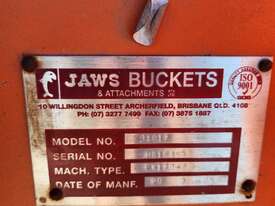 JAWS BUCKETS
& ATTACHMENTS
ISO
9001
10 WILLINGDON STREET ARCHERFIELD, BRISBANE QLD. 4108
PH: (07) 3277 7499 FAX: (07) 3875 1887
MODEL NO.
SERIAL NO.
MACH. TYPE.
DATE OF MANF.